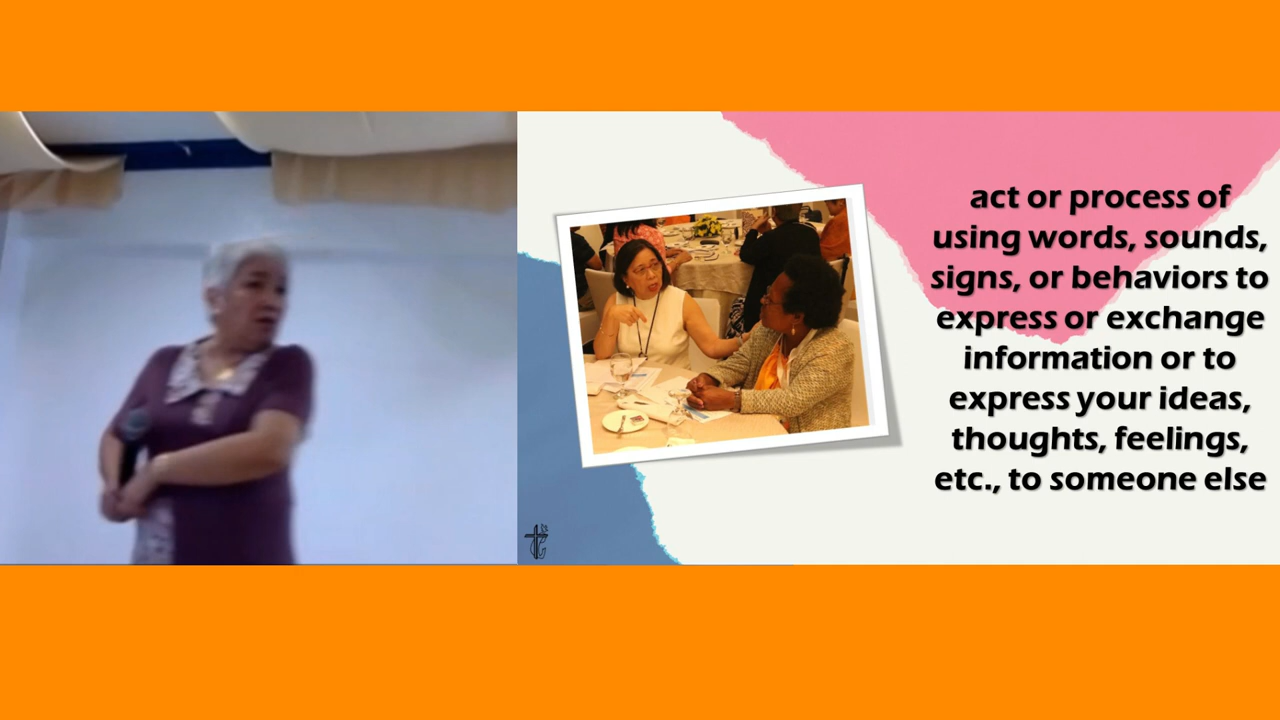 act or process of
using words, sounds,
signs, or behaviors to
express or exchange
information or to
express your ideas,
thoughts, feelings,
etc., to someone else